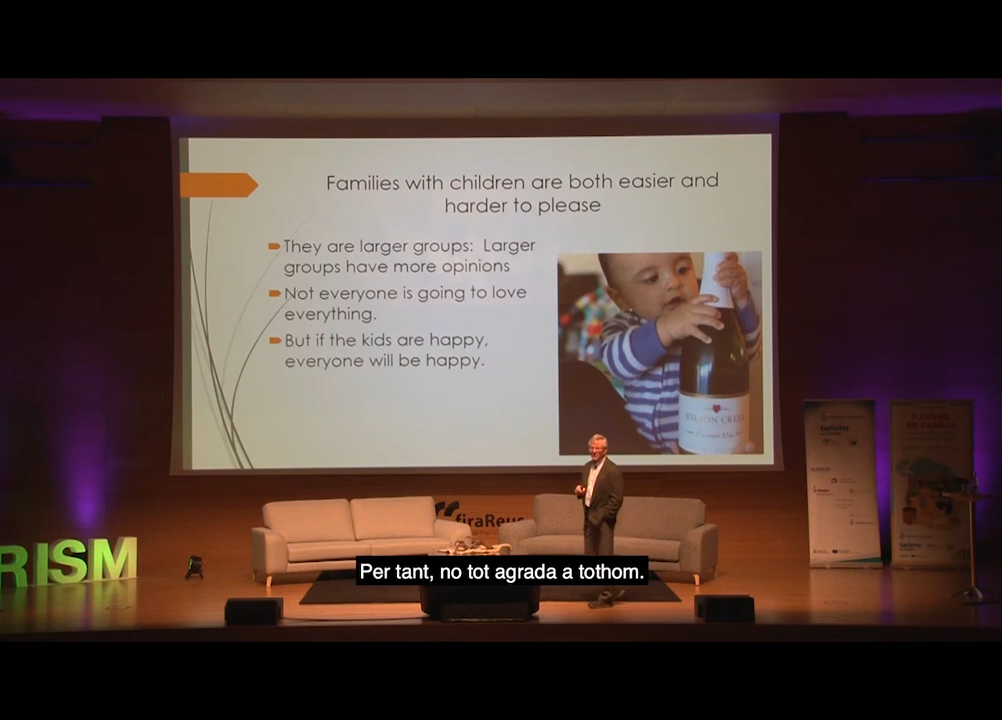 Families with children are both easier and
harder to please
They are larger groups: Larger
groups have more opinions
Not everyone is going to love
everything.
But if the kids are happy,
everyone will be happy.
WILSON CREEK
firaReus
RISM
Per tant, no tot agrada a tothom.